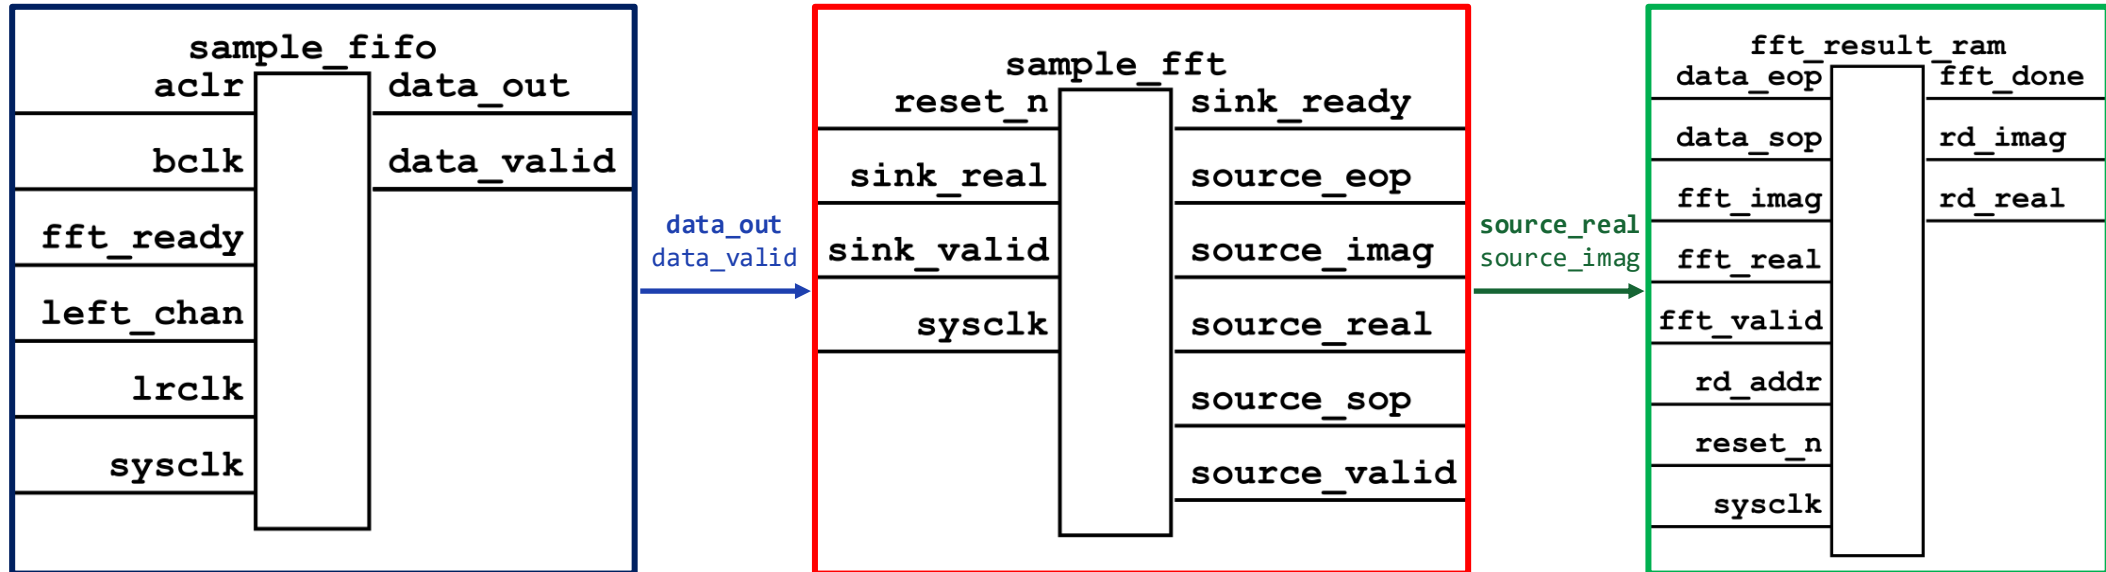 sample_fifo
aclr
bclk
fft_ready
left_chan
lrclk
sysclk
data_out
data_valid
data_out
data_valid
sample_fft
reset_n
sink_real
sink_valid
sysclk
sink_ready
source_eop
source_imag
source_real
source_sop
source_valid
source_real
source_imag
fft_result_ram
data_eop
data_sop
fft_imag
fft_real
fft_valid
rd_addr
reset_n
sysclk
fft_done
rd_imag
rd_real